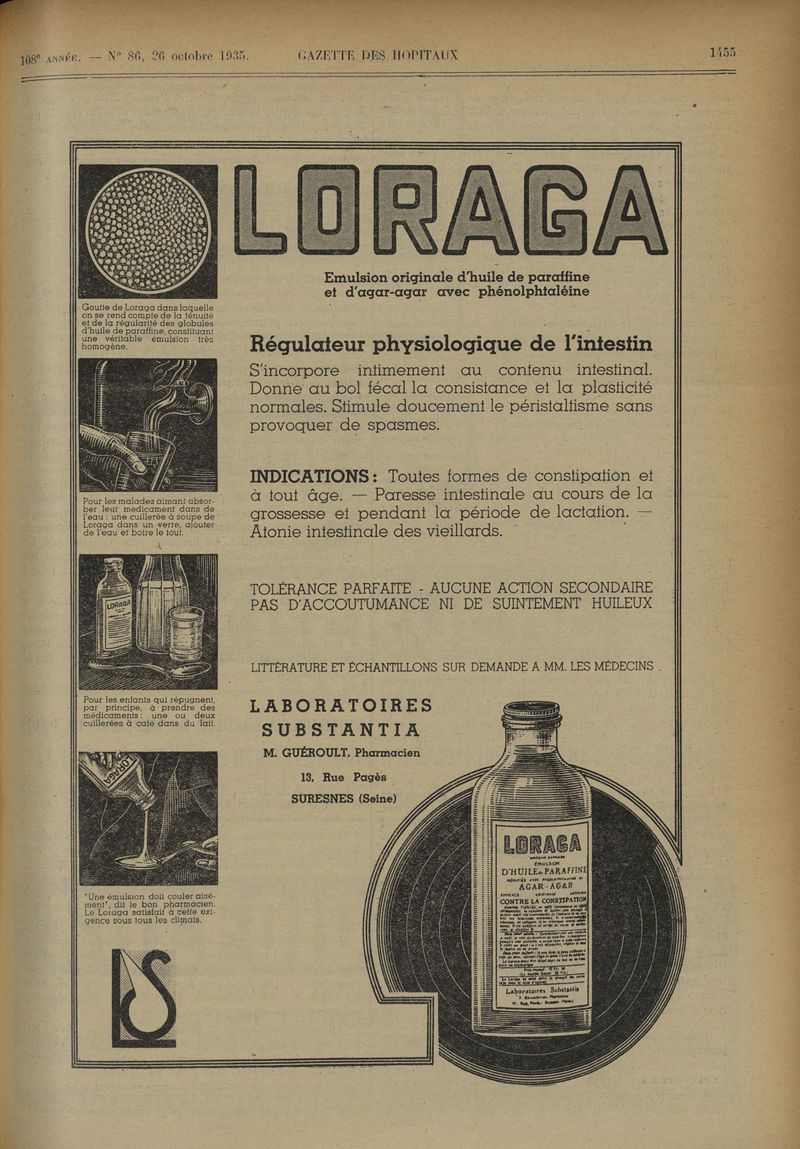 108e ANNÉE. — N° 86, 26 octobre 1935.
GAZETTE DES HOPITAUX
1455
LORAGA
Emulsion originale d'huile de paraffine
et d'agar-agar avec phénolphtaléine
Goutte de Loraga dans laquelle
on se rend compte de la ténuité
et de la régularité des globules
d'huile de paraffine, constituant
une véritable émulsion très
homogène.
Régulateur physiologique de l'intestin
S'incorpore intimement au contenu intestinal.
Donne au bol fécal la consistance et la plasticité
normales. Stimule doucement le péristaltisme sans
provoquer de spasmes.
Pour les malades aimant absor-
ber leur médicament dans de
l'eau : une cuillerée à soupe de
Loraga dans un verre, ajouter
de l'eau et boire le tout.
INDICATIONS : Toutes formes de constipation et
à tout âge. — Paresse intestinale au cours de la
grossesse et pendant la période de lactation. —
Atonie intestinale des vieillards.
LORAGA
TOLÉRANCE PARFAITE - AUCUNE ACTION SECONDAIRE
PAS D'ACCOUTUMANCE NI DE SUINTEMENT HUILEUX
LITTÉRATURE ET ÉCHANTILLONS SUR DEMANDE A MM. LES MÉDECINS .
Pour les enfants qui répugnent,
par principe, à prendre des
médicaments : une ou deux
cuillerées à café dans du lait.
LABORATOIRES
SUBSTANTIA
M. GUÉROULT, Pharmacien
13, Rue Pagès
SURESNES (Seine)
LORAGA
"Une émulsion doit couler aisé-
ment", dit le bon pharmacien.
Le Loraga satisfait à cette exi-
gence sous tous les climats.
LS
LORAGA
ÉMULSION
D'HUILE DE PARAFFINE
AGAR-AGAR
CONTRE LA CONSTIPATION
Laboratoires Substantia